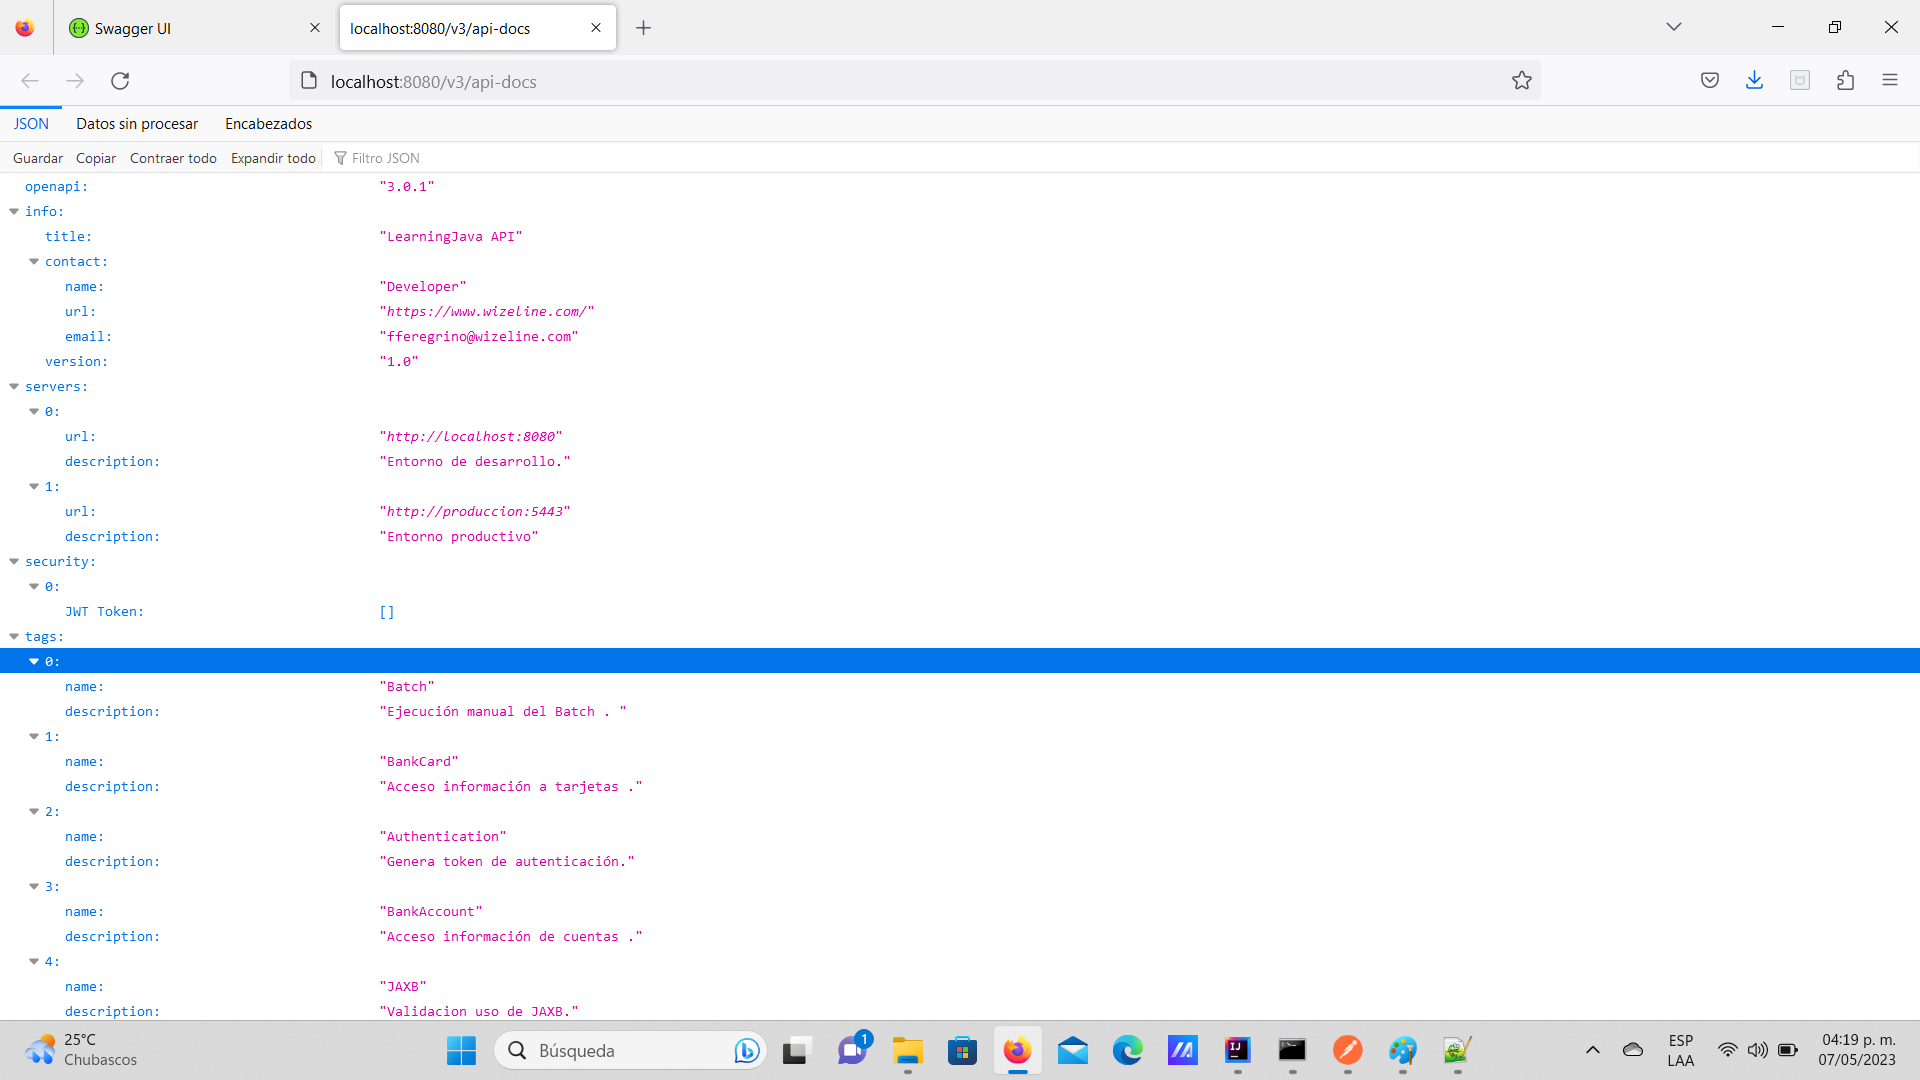 Swagger UI
localhost:8080/v3/api-docs
localhost:8080/v3/api-docs
JSON Datos sin procesar Encabezados
Guardar Copiar Contraer todo Expandir todo Filtro JSON
openapi: "3.0.1"
info:
title: "LearningJava API"
contact:
name: "Developer"
url: "https://www.wizeline.com/"
email: "fferegrino@wizeline.com"
version: "1.0"
servers:
0:
url: "http://localhost:8080"
description: "Entorno de desarrollo."
1:
url: "http://produccion:5443"
description: "Entorno productivo"
security:
0:
JWT Token: []
tags:
0:
name: "Batch"
description: "Ejecución manual del Batch . "
1:
name: "BankCard"
description: "Acceso información a tarjetas ."
2:
name: "Authentication"
description: "Genera token de autenticación."
3:
name: "BankAccount"
description: "Acceso información de cuentas ."
4:
name: "JAXB"
description: "Validacion uso de JAXB."
25°C
Chubascos
Búsqueda
1
IJ
ESP
LAA
04:19 p. m.
07/05/2023